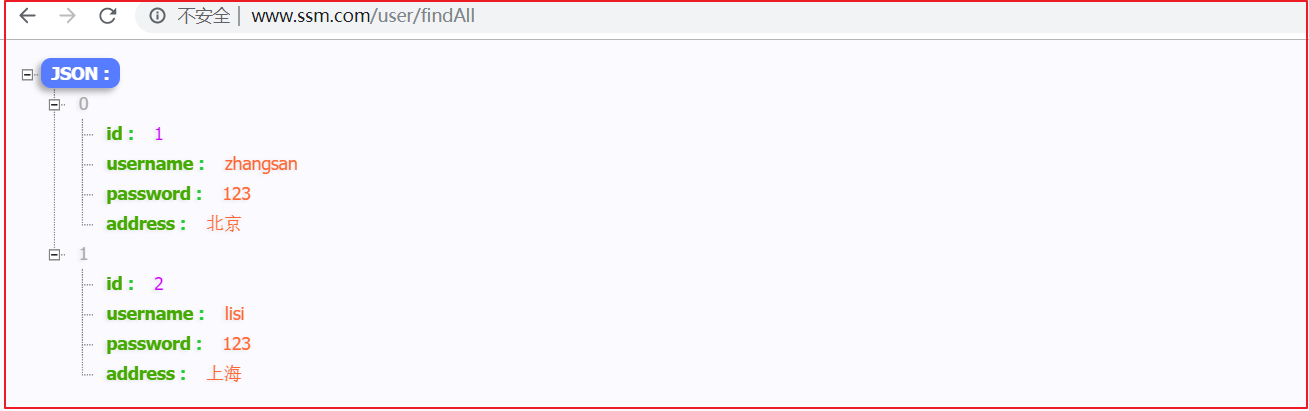 不安全 | www.ssm.com/user/findAll
JSON :
0
id : 1
username : zhangsan
password : 123
address : 北京
1
id : 2
username : lisi
password : 123
address : 上海